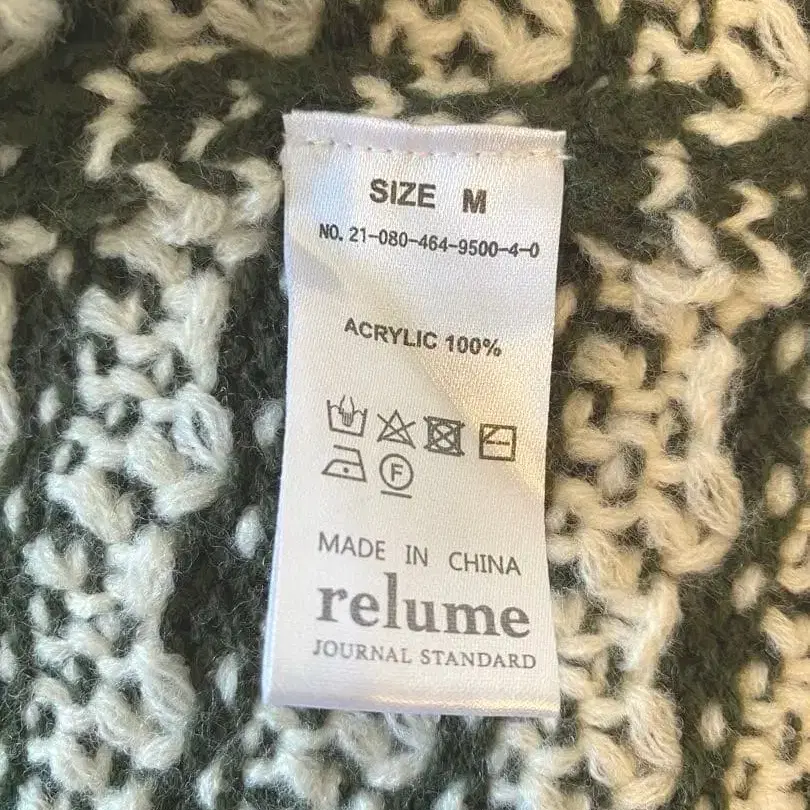 SIZE M
NO. 21-080-464-9500-4-0
ACRYLIC 100%
F
MADE IN CHINA
relume
JOURNAL STANDARD